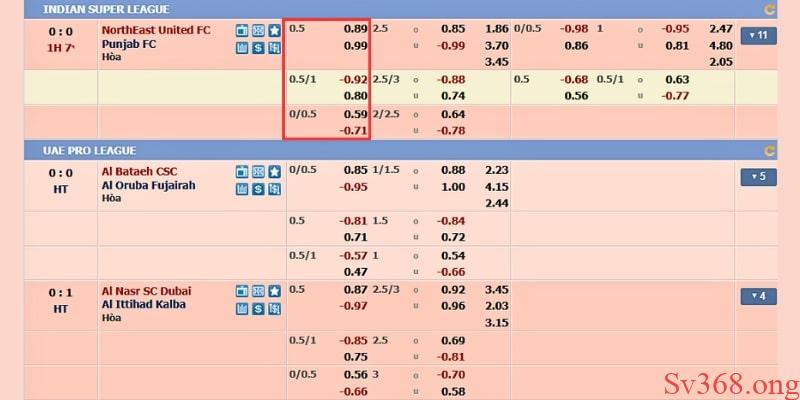 INDIAN SUPER LEAGUE
0 : 0 NorthEast United FC 0.5 0.89 2.5 o 0.85 1.86 0/0.5 -0.98 1 o -0.95 2.47 11
1H 7' Punjab FC 0.99 u -0.99 3.70 0.86 u 0.81 4.80
Hòa 3.45 2.05
0.5/1 -0.92 2.5/3 o -0.88 0.5 -0.68 0.5/1 o 0.63
0.80 u 0.74 0.56 u -0.77
0/0.5 0.59 2/2.5 o 0.64
-0.71 u -0.78
UAE PRO LEAGUE
0 : 0 Al Bataeh CSC 0/0.5 0.85 1/1.5 o 0.88 2.23 5
HT Al Oruba Fujairah -0.95 u 1.00 4.15
Hòa 2.44
0.5 -0.81 1.5 o -0.84
0.71 u 0.72
0.5/1 -0.57 1 o 0.54
0.47 u -0.66
0 : 1 Al Nasr SC Dubai 0.5 0.87 2.5/3 o 0.92 3.45 4
HT Al Ittihad Kalba -0.97 u 0.96 2.03
Hòa 3.15
0.5/1 -0.85 2.5 o 0.69
0.75 u -0.81
0/0.5 0.56 3 o -0.70
-0.66 u 0.58
Sv368.ong